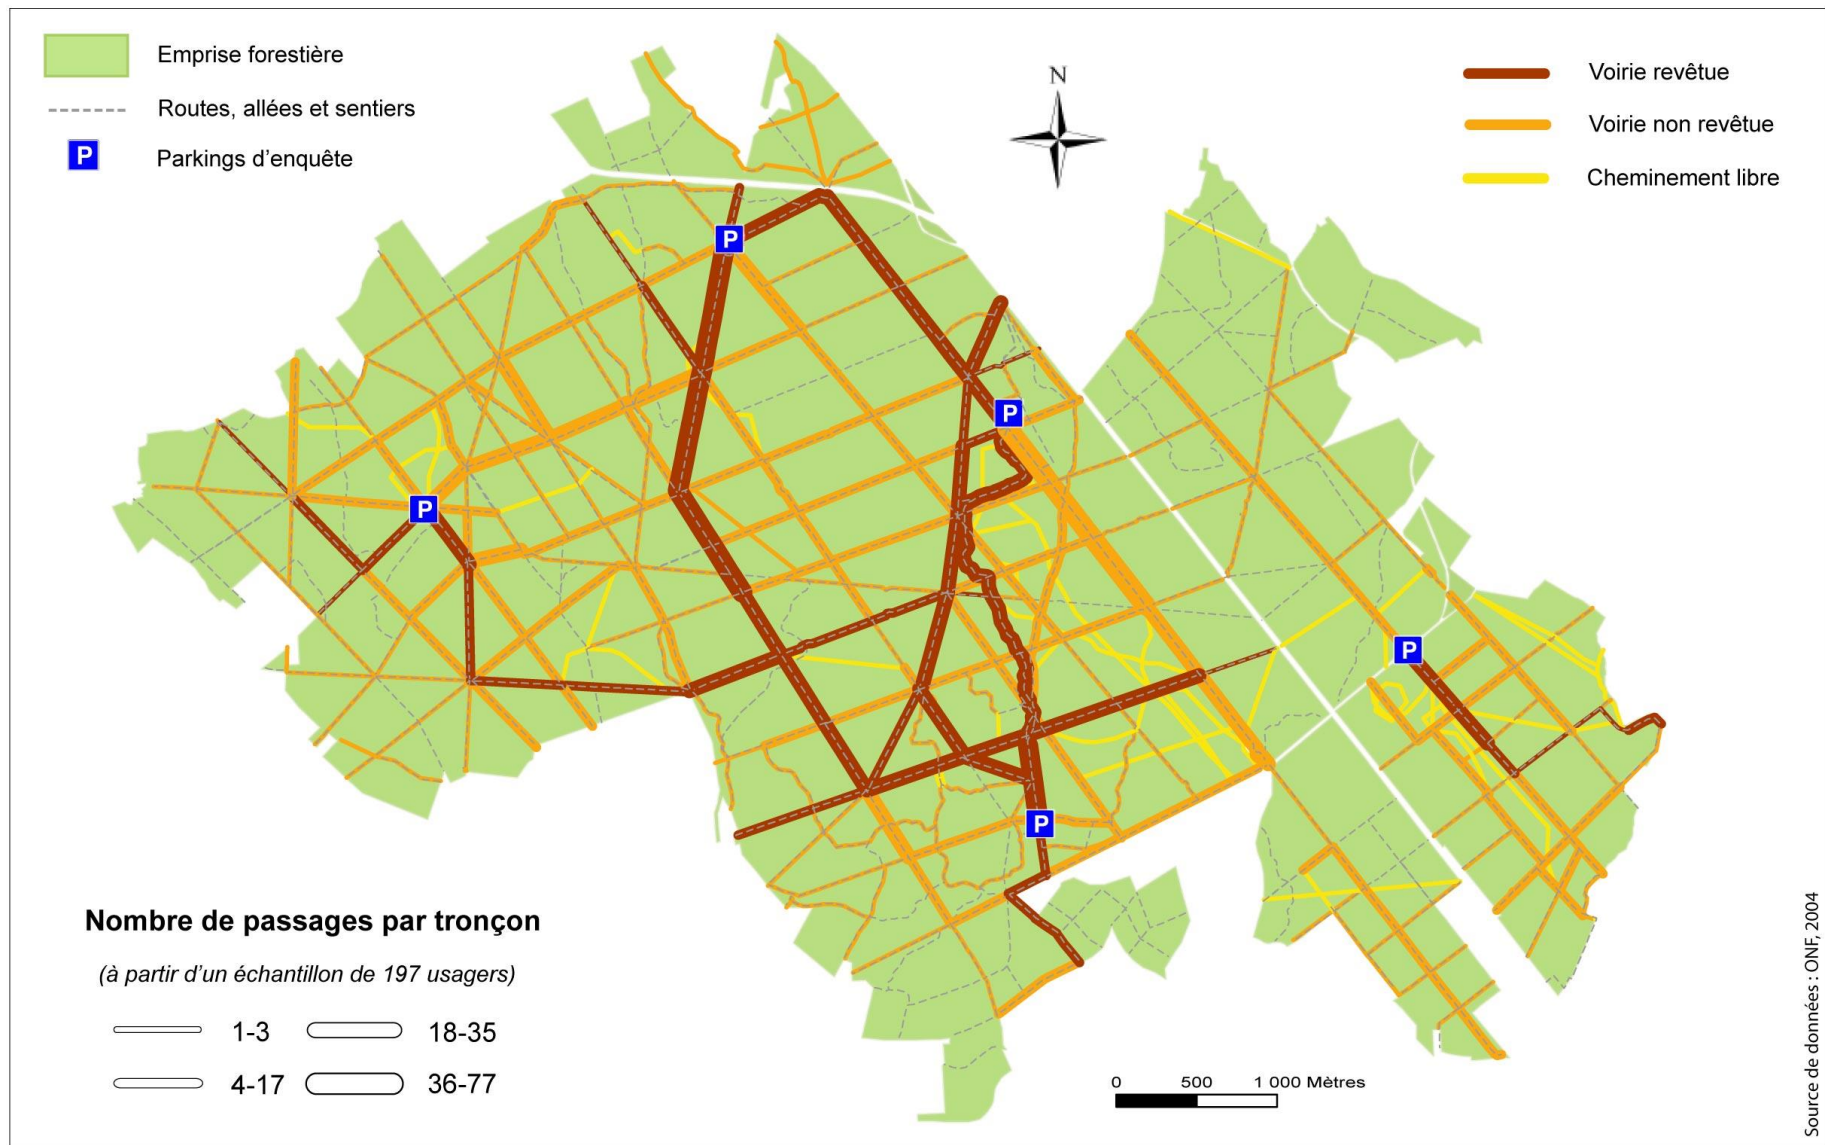 Emprise forestière
Routes, allées et sentiers
P
Parkings d'enquête
N
Voirie revêtue
Voirie non revêtue
Cheminement libre
P
P
P
P
P
Nombre de passages par tronçon
(à partir d'un échantillon de 197 usagers)
1-3
18-35
4-17
36-77
0 500 1 000 Mètres
Source de données : ONF, 2004